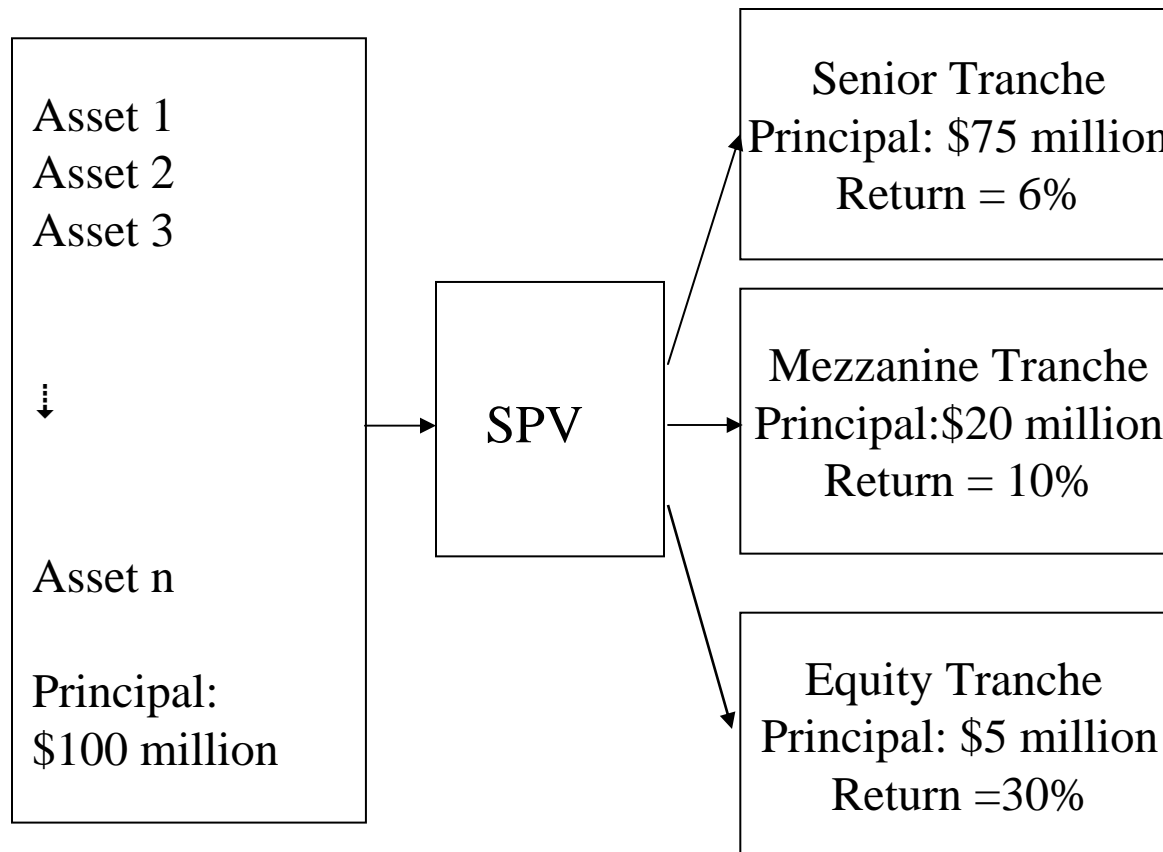 Asset 1
Asset 2
Asset 3
Asset n
Principal:
$100 million
SPV
Senior Tranche
Principal: $75 million
Return = 6%
Mezzanine Tranche
Principal:$20 million
Return = 10%
Equity Tranche
Principal: $5 million
Return =30%